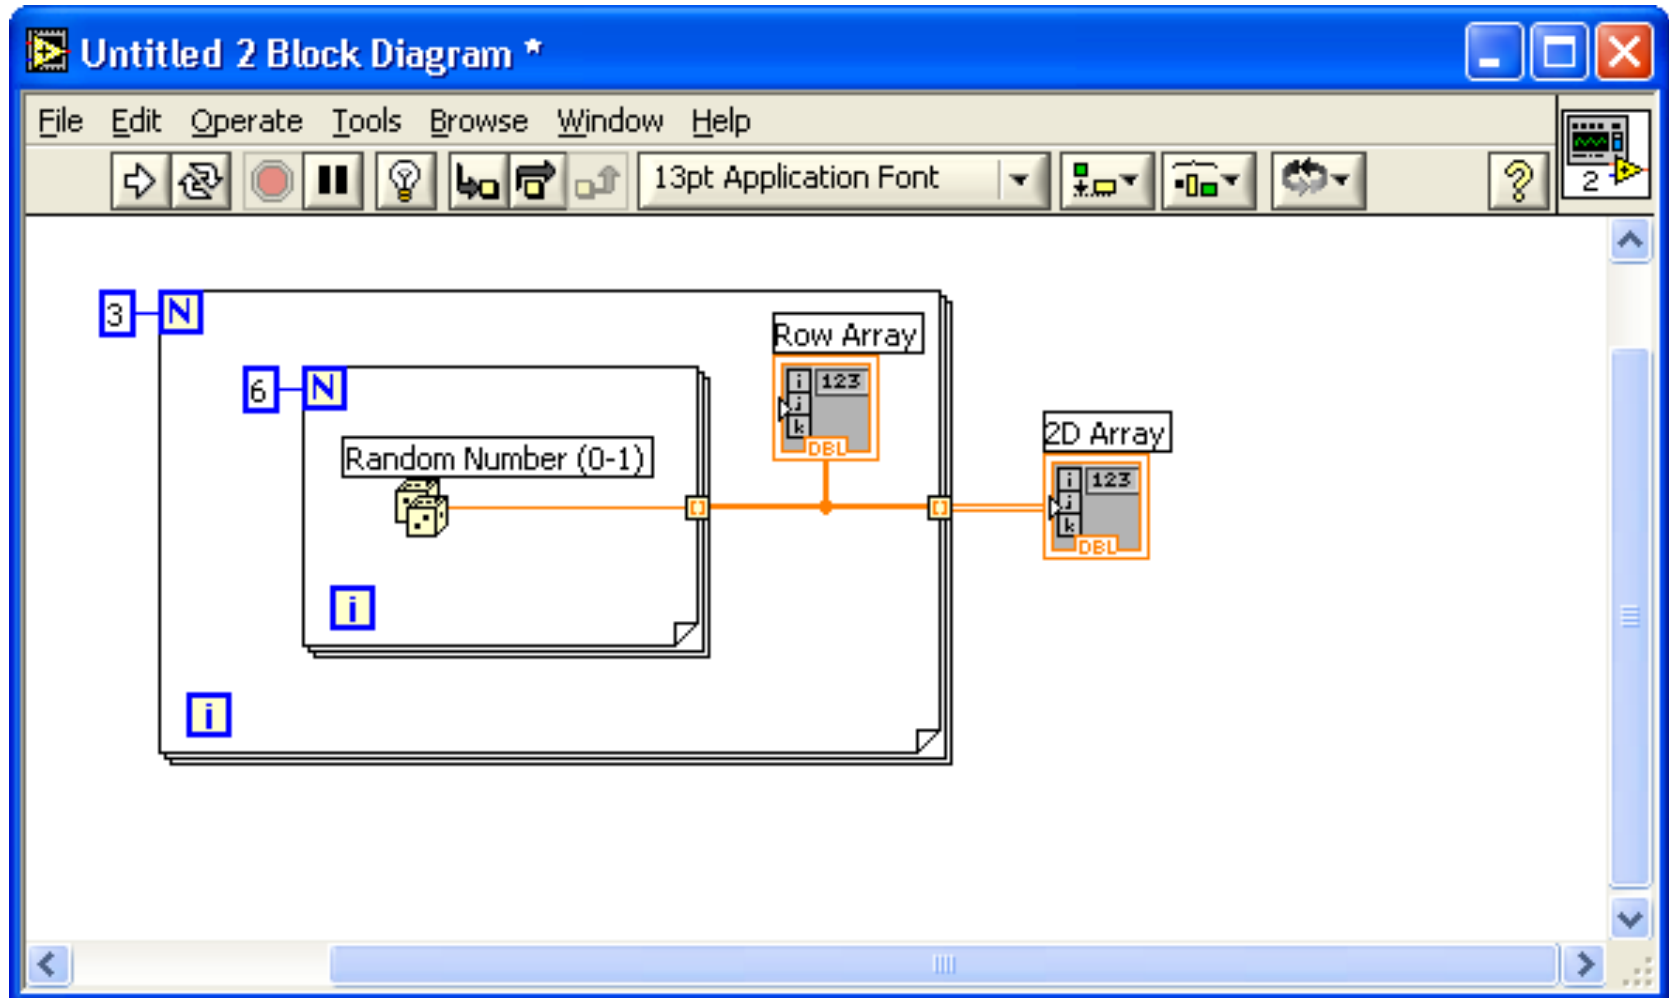 Untitled 2 Block Diagram *
File Edit Operate Tools Browse Window Help
13pt Application Font
?
2
3 N
Row Array
6 N
i 123
j
k
DBL
2D Array
Random Number (0-1)
i 123
j
k
DBL
i
i